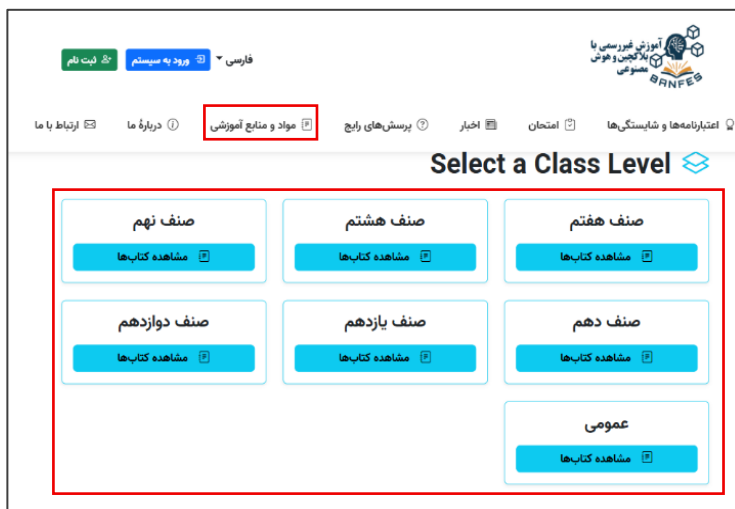 آموزش غیررسمی با
بلاکچین و هوش
مصنوعی
BANFES
فارسی
ورود به سیستم
ثبت نام
اعتبارنامه‌ها و شایستگی‌ها
امتحان
اخبار
پرسش‌های رایج
مواد و منابع آموزشی
دربارهٔ ما
ارتباط با ما
Select a Class Level
صنف هفتم
مشاهده کتاب‌ها
صنف هشتم
مشاهده کتاب‌ها
صنف نهم
مشاهده کتاب‌ها
صنف دهم
مشاهده کتاب‌ها
صنف یازدهم
مشاهده کتاب‌ها
صنف دوازدهم
مشاهده کتاب‌ها
عمومی
مشاهده کتاب‌ها